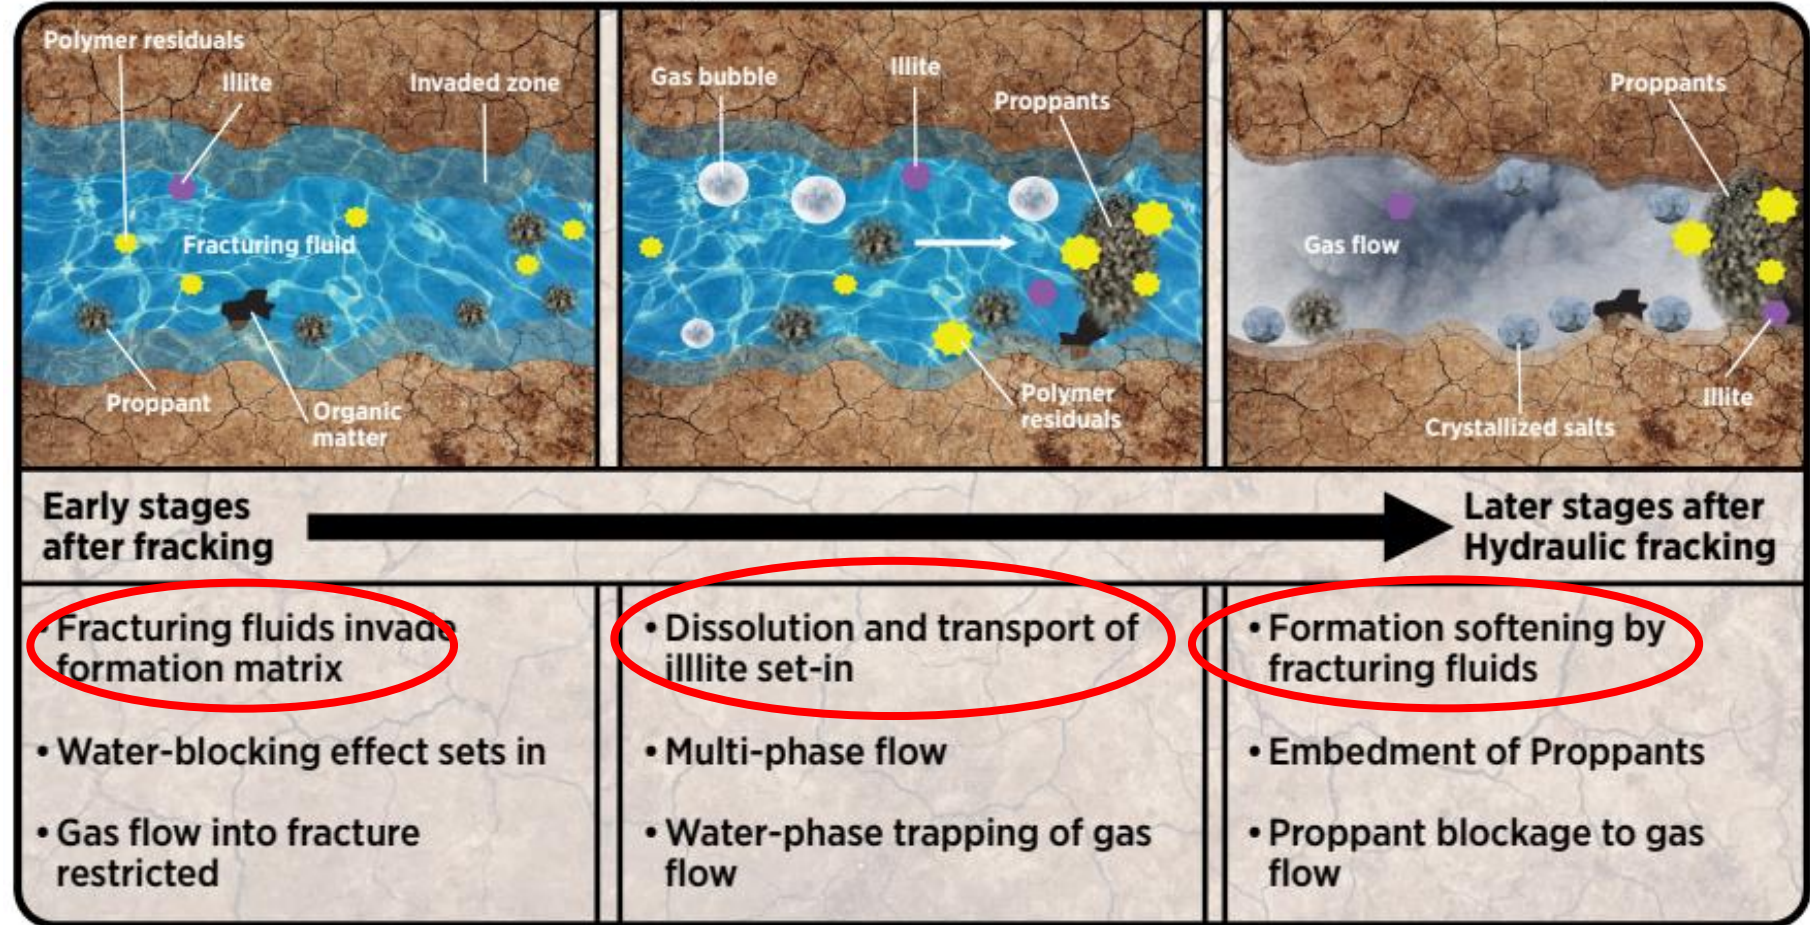 Polymer residuals
Illite
Invaded zone
Fracturing fluid
Proppant
Organic
matter
Gas bubble
Illite
Proppants
Polymer
residuals
Proppants
Gas flow
Illite
Crystallized salts
Early stages
after fracking
Later stages after
Hydraulic fracking
• Fracturing fluids invade
formation matrix
• Water-blocking effect sets in
• Gas flow into fracture
restricted
• Dissolution and transport of
illlite set-in
• Multi-phase flow
• Water-phase trapping of gas
flow
• Formation softening by
fracturing fluids
• Embedment of Proppants
• Proppant blockage to gas
flow